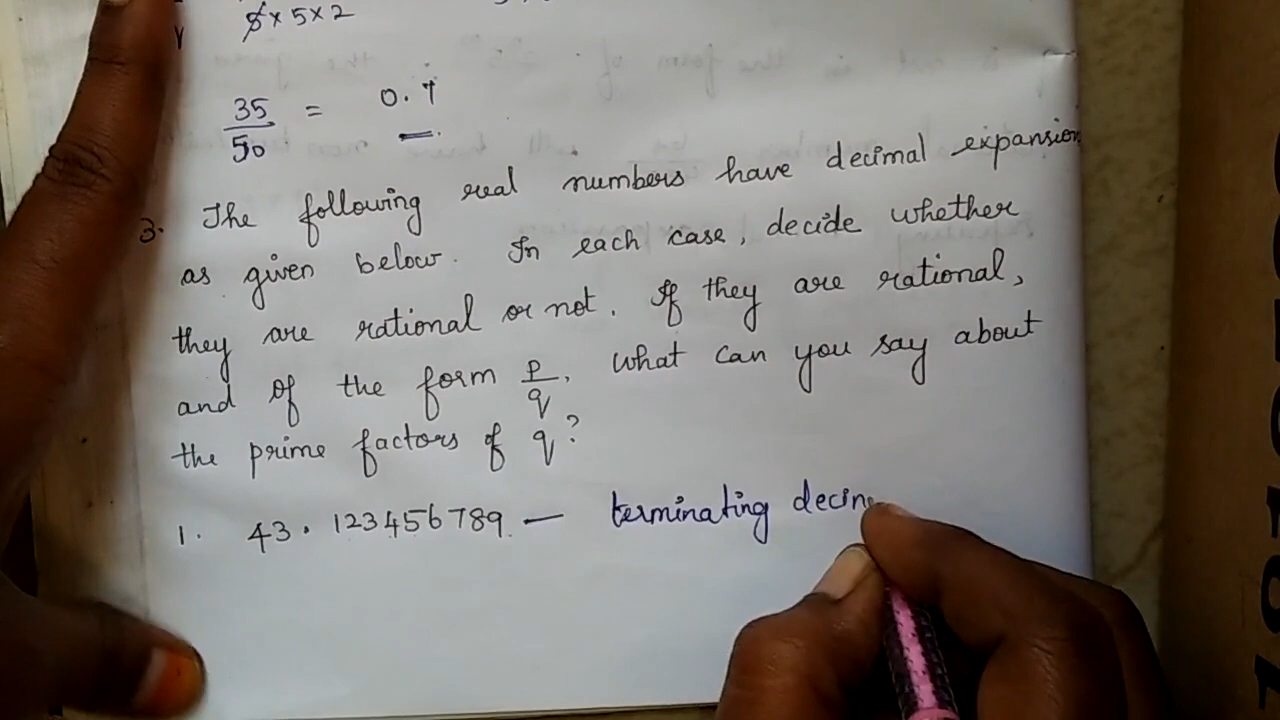 8 × 5 × 2
35/50 = 0.7
3. The following real numbers have decimal expansion
as given below. In each case, decide whether
they are rational or not. If they are rational,
and of the form p/q. What can you say about
the prime factors of q?
1. 43.123456789 — terminating decim